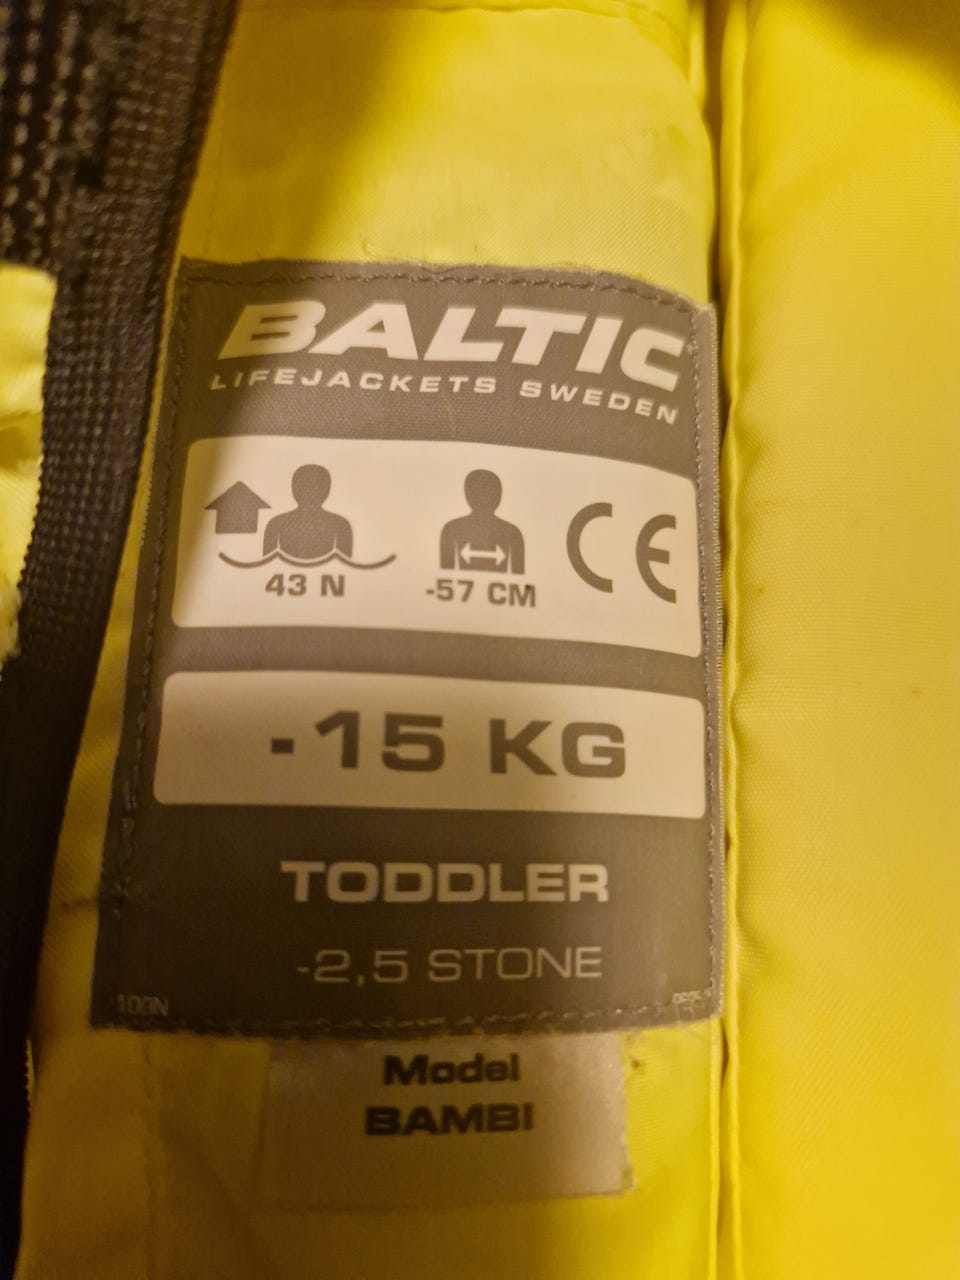 BALTIC
LIFEJACKETS SWEDEN
43 N
-57 CM
CE
-15 KG
TODDLER
-2,5 STONE
100N
Model
BAMBI